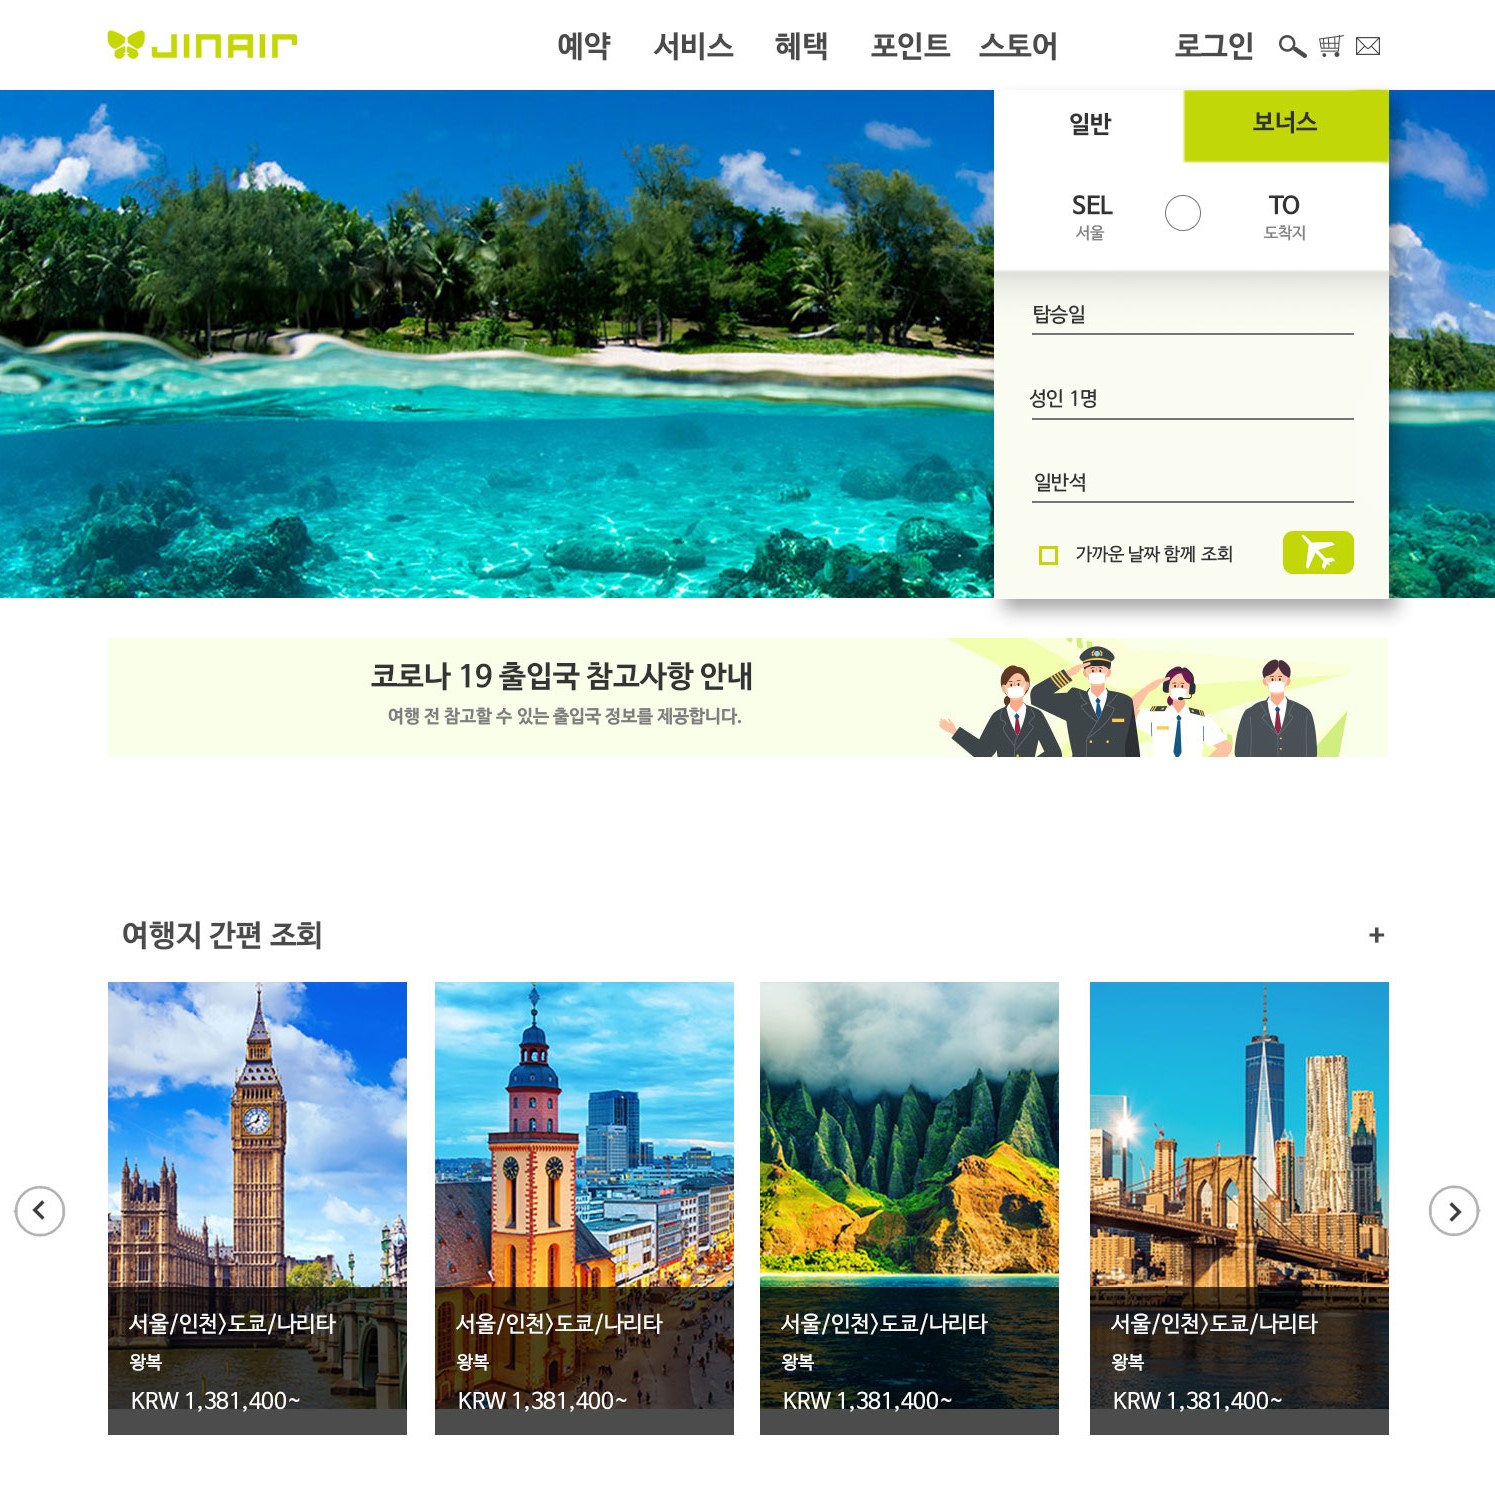 JINAIR
예약 서비스 혜택 포인트 스토어 로그인
일반 보너스
SEL TO
서울 도착지
탑승일
성인 1명
일반석
가까운 날짜 함께 조회
코로나 19 출입국 참고사항 안내
여행 전 참고할 수 있는 출입국 정보를 제공합니다.
여행지 간편 조회 +
서울/인천>도쿄/나리타
왕복
KRW 1,381,400~
서울/인천>도쿄/나리타
왕복
KRW 1,381,400~
서울/인천>도쿄/나리타
왕복
KRW 1,381,400~
서울/인천>도쿄/나리타
왕복
KRW 1,381,400~